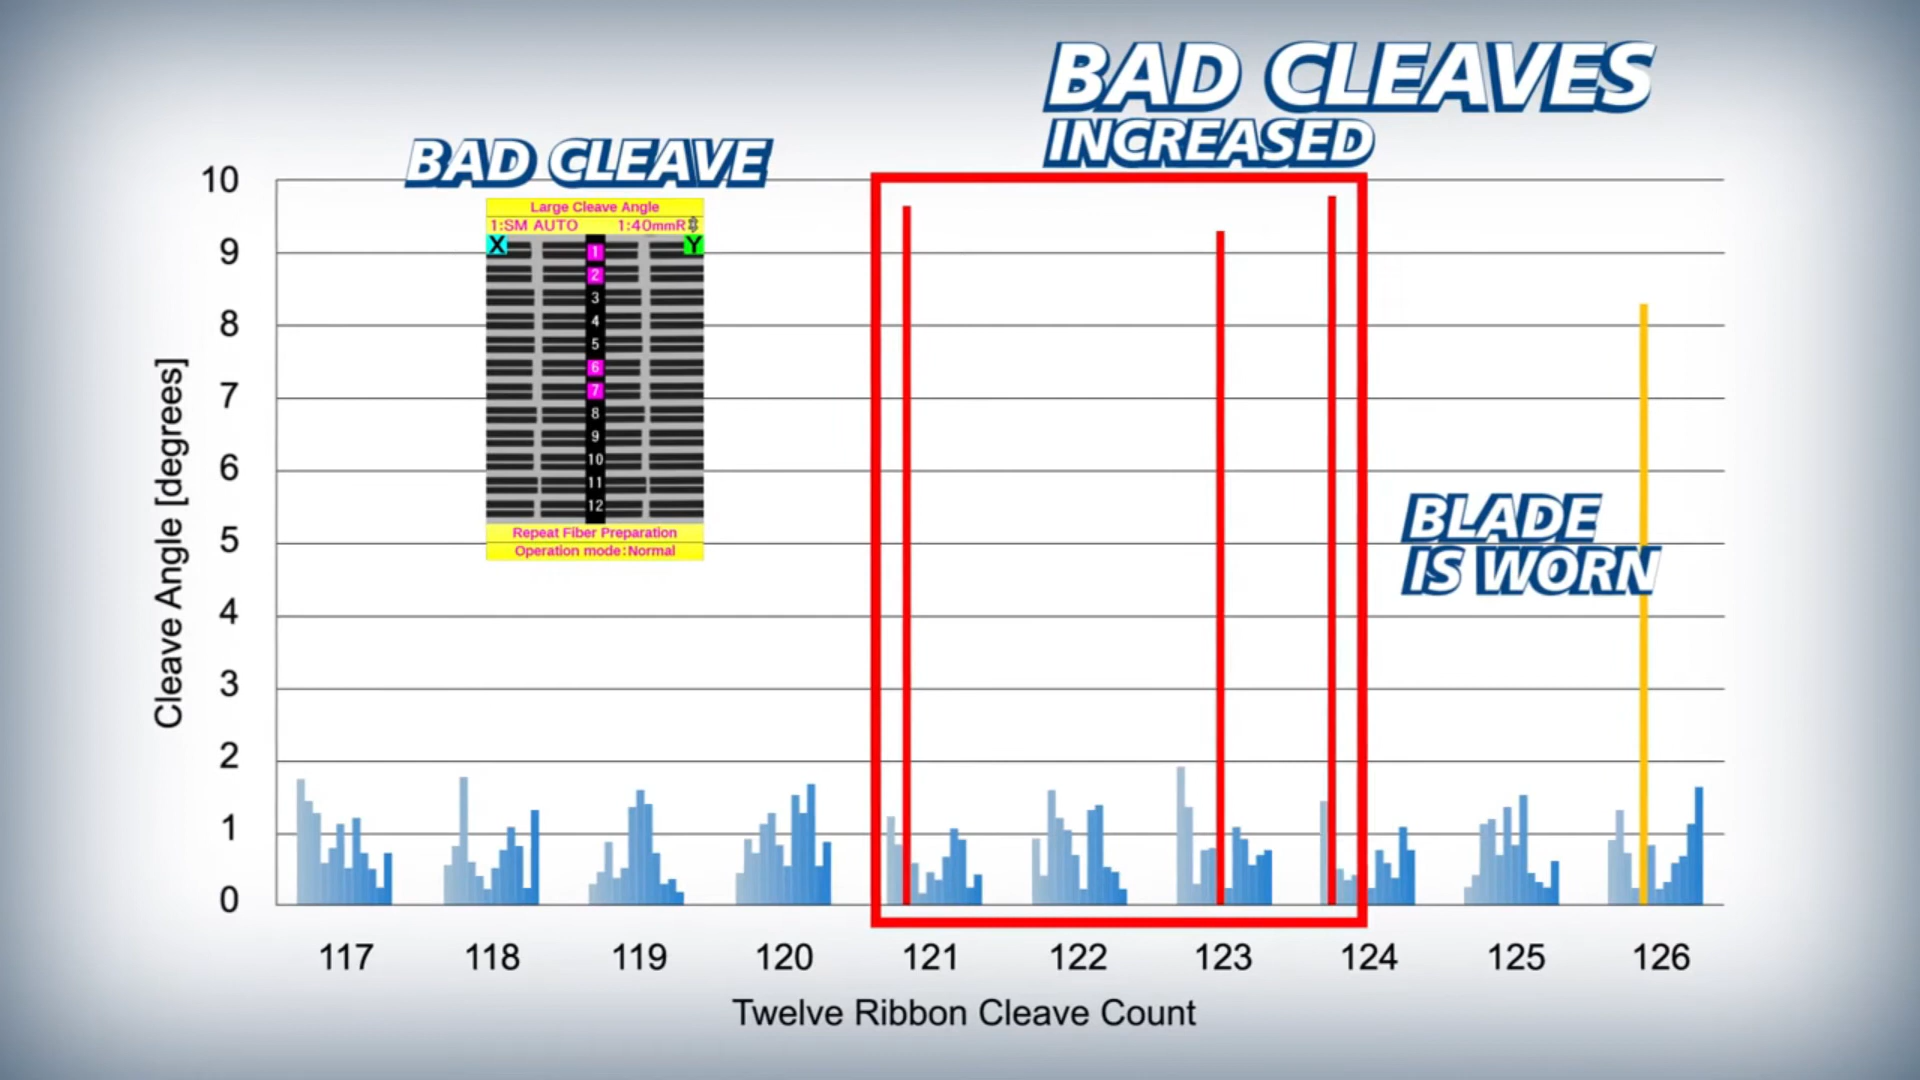 BAD CLEAVES
INCREASED
BAD CLEAVE
Large Cleave Angle
1:SM AUTO 1:40mmR
X Y
1
2
3
4
5
6
7
8
9
10
11
12
Repeat Fiber Preparation
Operation mode:Normal
BLADE
IS WORN
Cleave Angle [degrees]
10
9
8
7
6
5
4
3
2
1
0
117 118 119 120 121 122 123 124 125 126
Twelve Ribbon Cleave Count